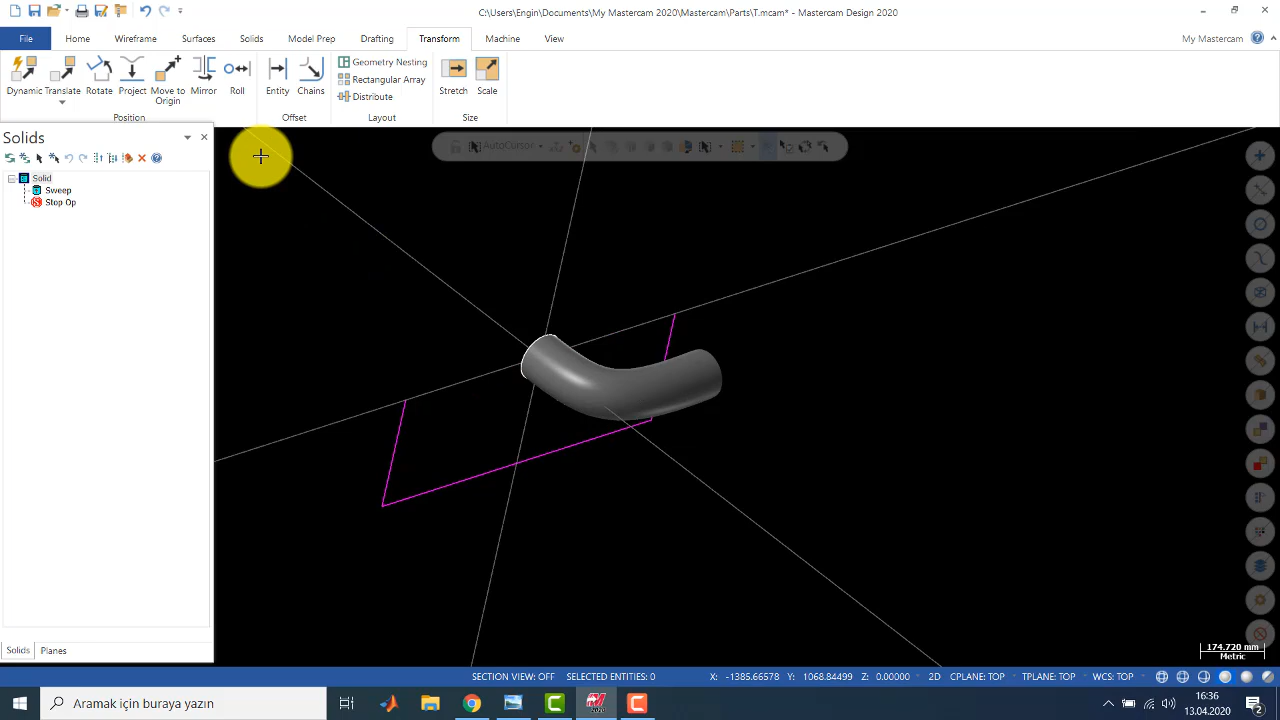 C:\Users\Engin\Documents\My Mastercam 2020\Mastercam\Parts\T.mcam* - Mastercam Design 2020
File Home Wireframe Surfaces Solids Model Prep Drafting Transform Machine View My Mastercam
Dynamic Translate Rotate Project Move to Origin Mirror Roll
Position
Entity Chains
Offset
Geometry Nesting
Rectangular Array
Distribute
Layout
Stretch Scale
Size
Solids
AutoCursor
Solid
Sweep
Stop Op
174.720 mm
Metric
Solids Planes
SECTION VIEW: OFF SELECTED ENTITIES: 0 X: -1385.66578 Y: 1068.84499 Z: 0.00000 2D CPLANE: TOP TPLANE: TOP WCS: TOP
Aramak için buraya yazın
16:36
13.04.2020
2